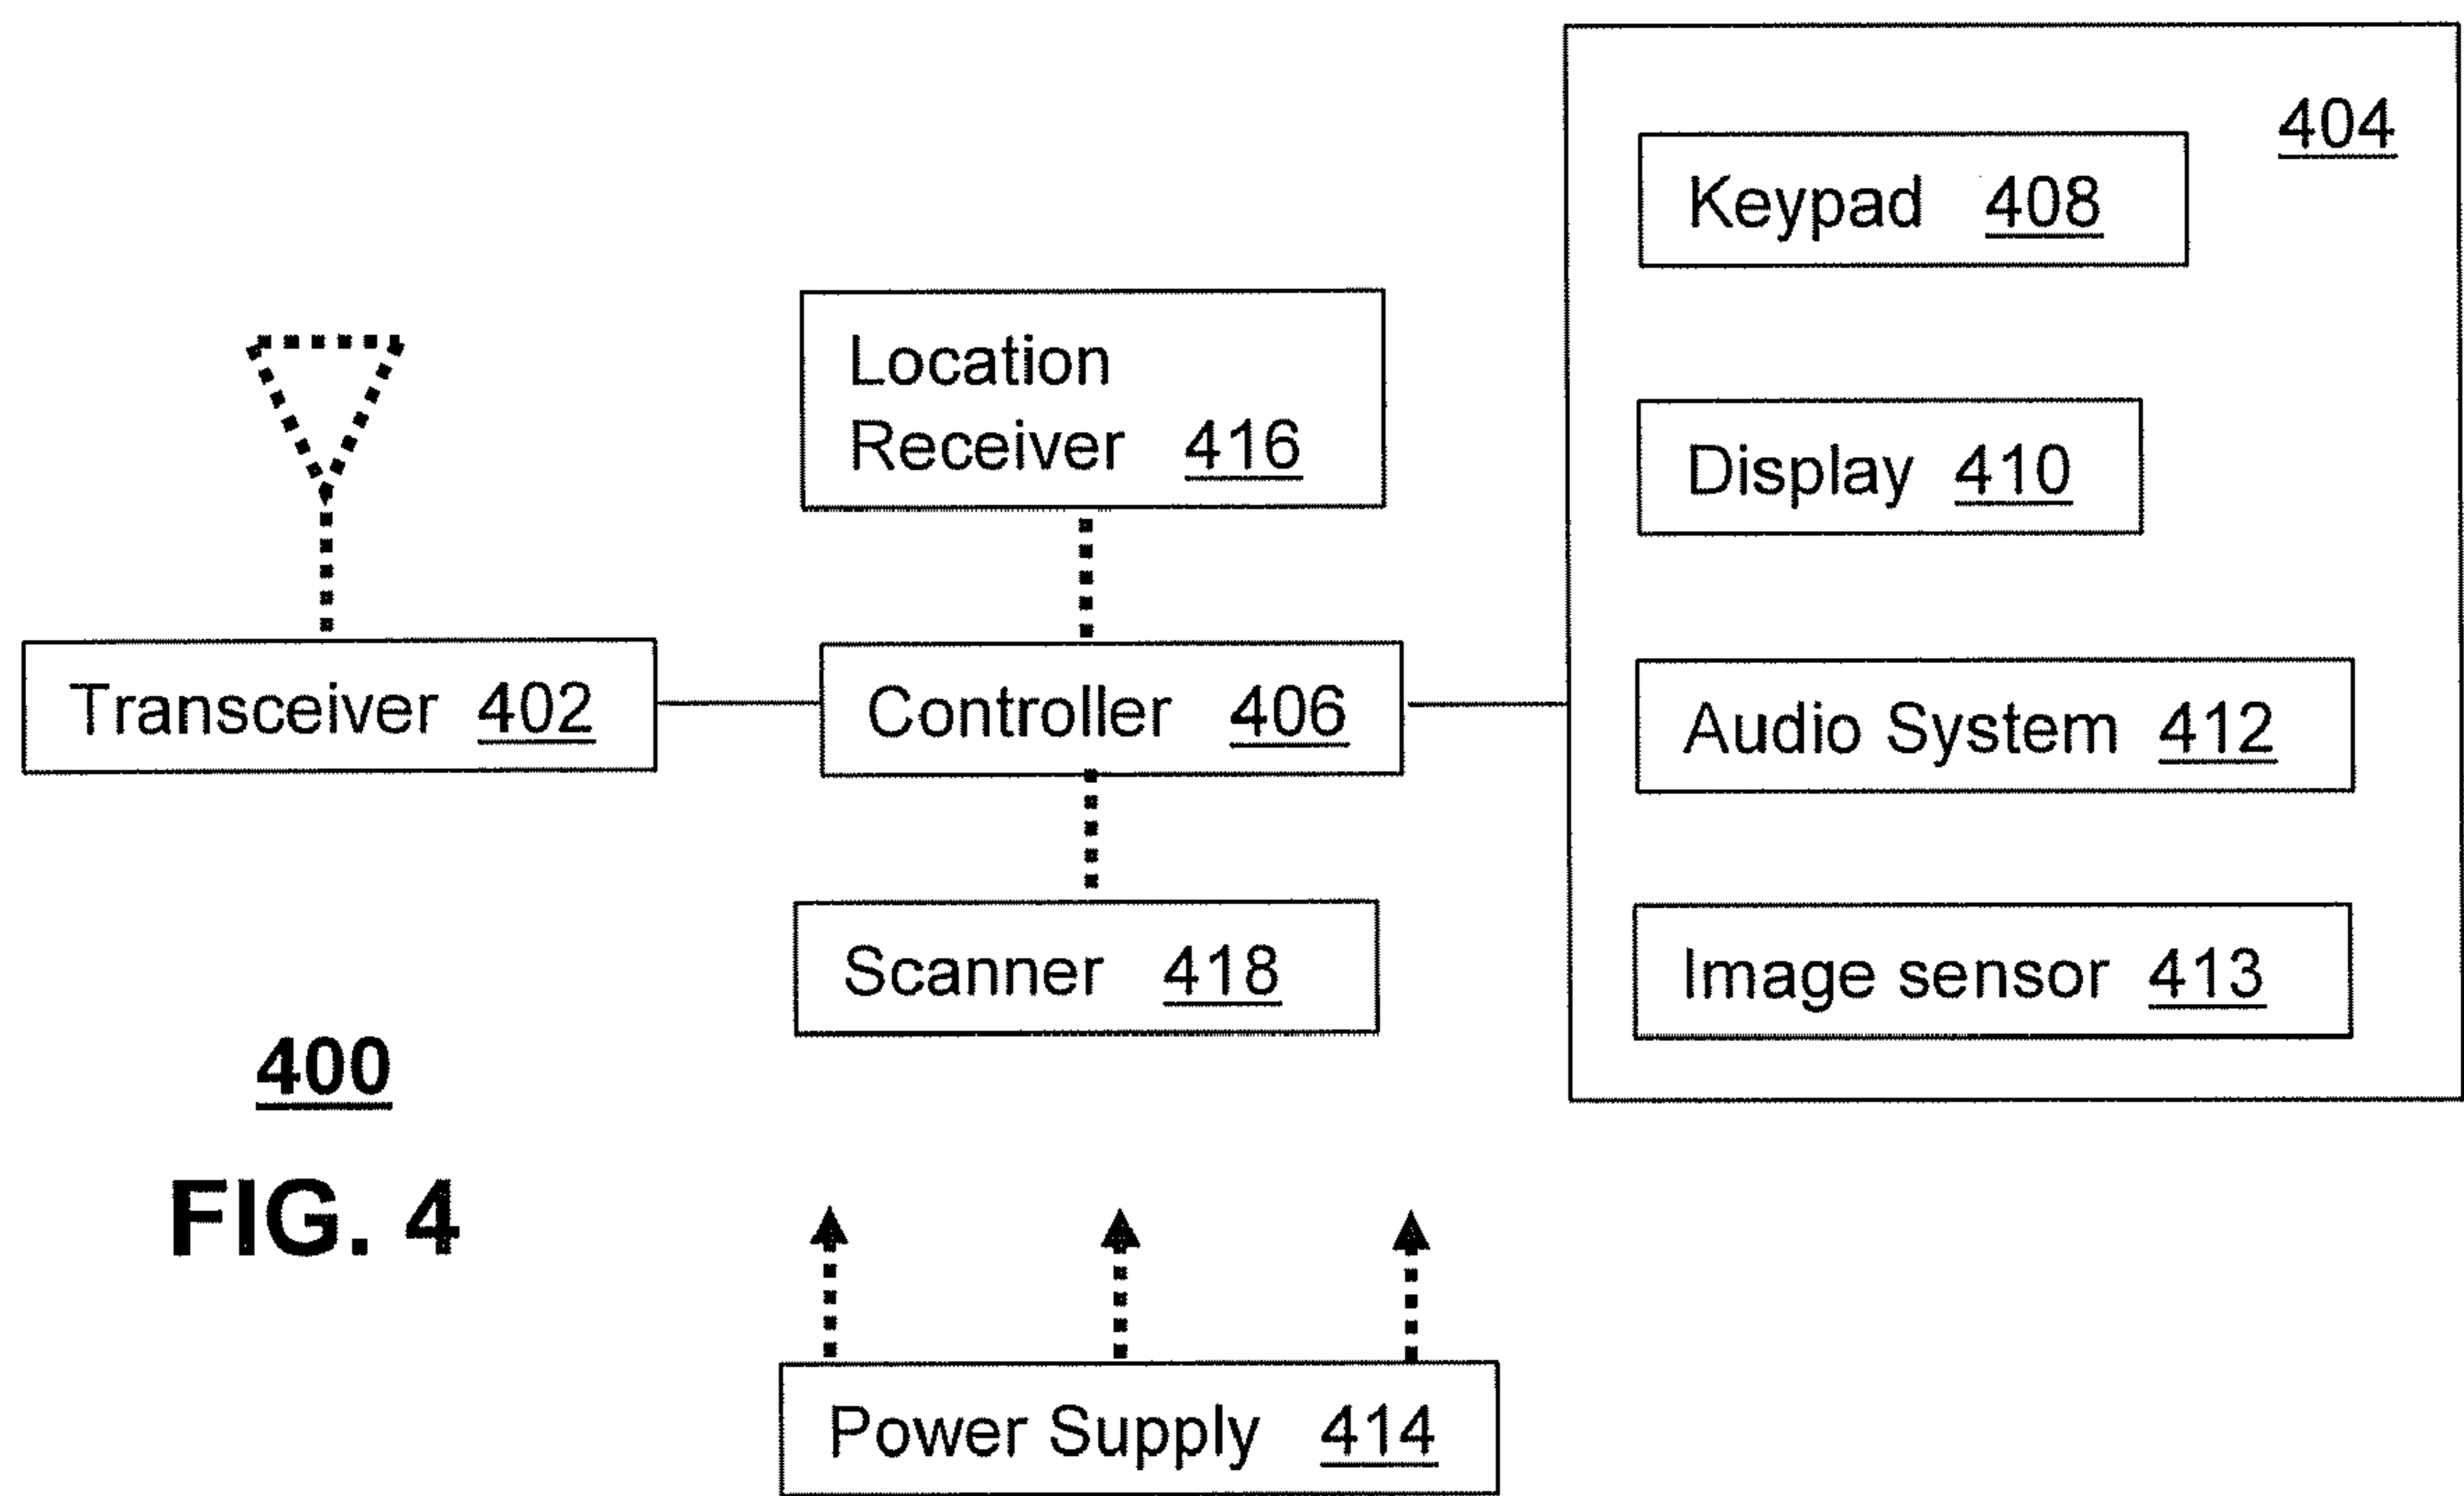 404
Keypad 408
Location
Receiver 416
Display 410
Transceiver 402
Controller 406
Audio System 412
Scanner 418
Image sensor 413
400
FIG. 4
Power Supply 414